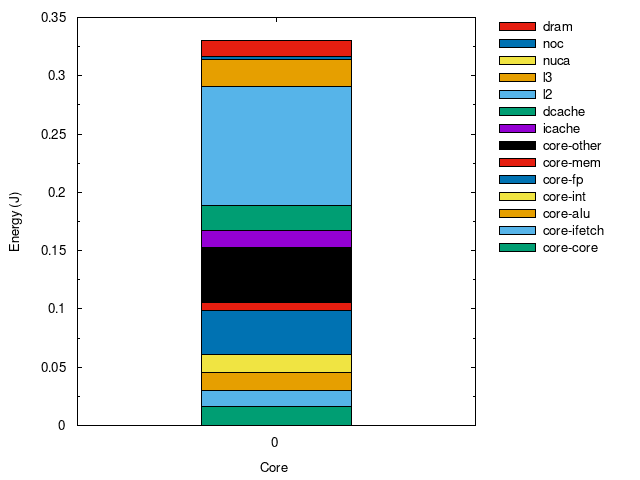 0.35
0.3
0.25
0.2
0.15
0.1
0.05
0
Energy (J)
0
Core
dram
noc
nuca
l3
l2
dcache
icache
core-other
core-mem
core-fp
core-int
core-alu
core-ifetch
core-core